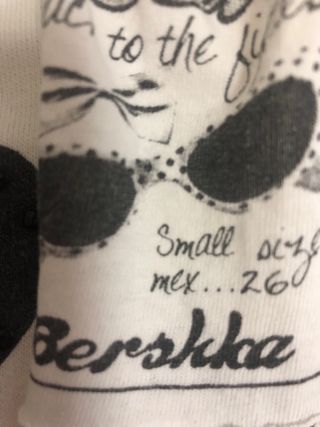 to the
Small size
mex...26
Bershka